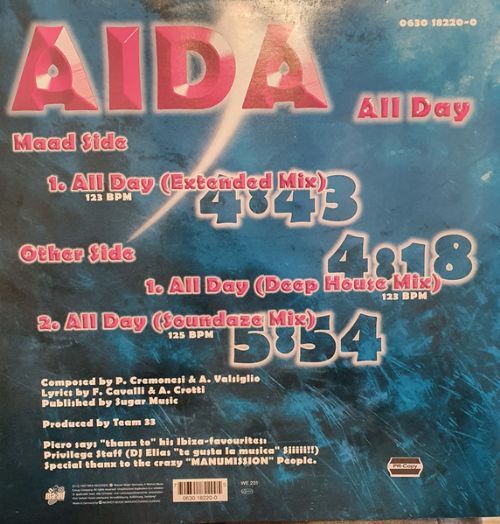 0630 18220-0
AIDA
All Day
Maad Side
1. All Day (Extended Mix)
123 BPM
4:43
Other Side
4:18
1. All Day (Deep House Mix)
123 BPM
2. All Day (Soundaze Mix)
125 BPM
5:54
Composed by P. Cremonesi & A. Valsiglio
Lyrics by F. Cavalli & A. Crotti
Published by Sugar Music
Produced by Team 33
Piero says "thanx to" his Ibiza-favourites:
Privilege Staff (DJ Elias "te gusta la musica" Siiiii!!)
Special thanx to the crazy "MANUMISSION" People.
PR-Copy
WE 231
0630 18220-0